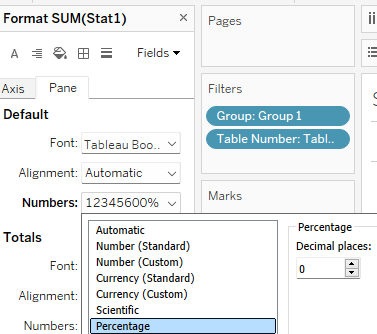 Format SUM(Stat1)
×
A
Fields
Axis
Pane
Default
Font:
Tableau Boo..
Alignment:
Automatic
Numbers:
12345600%
Totals
Font:
Alignment:
Numbers:
Automatic
Number (Standard)
Number (Custom)
Currency (Standard)
Currency (Custom)
Scientific
Percentage
Percentage
Decimal places:
0
Pages
Filters
Group: Group 1
Table Number: Tabl..
Marks